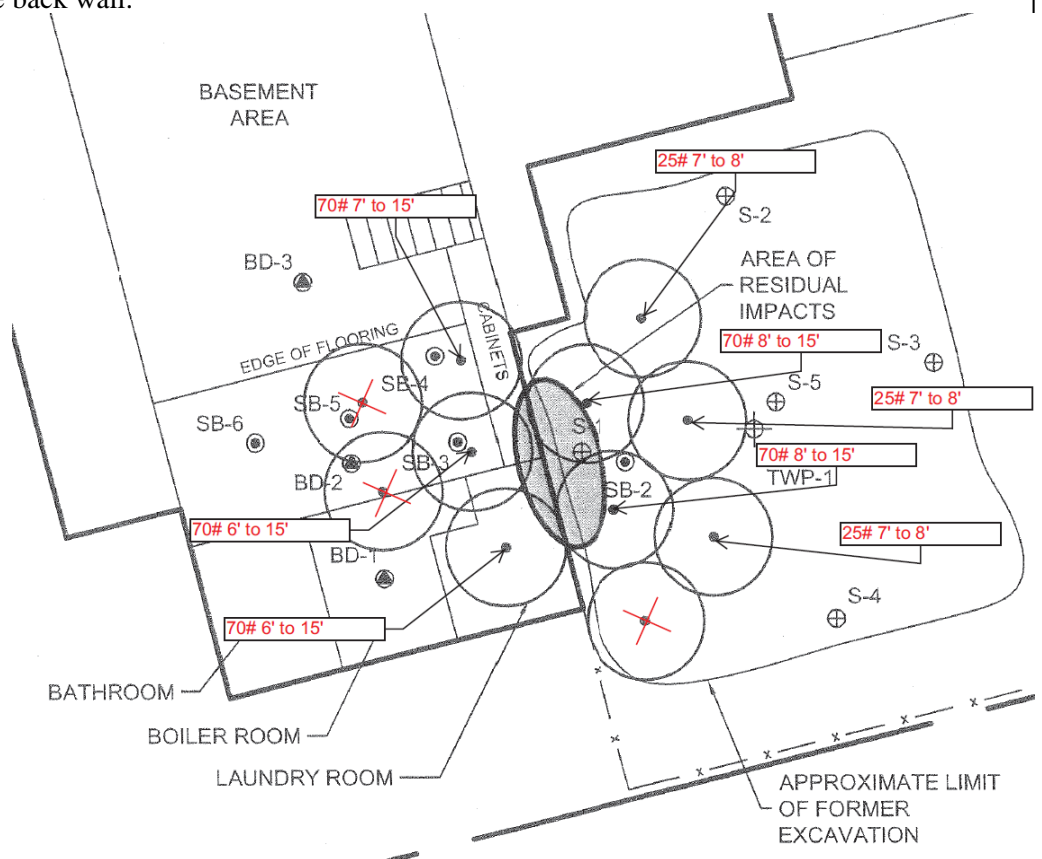 e back wall.
BASEMENT
AREA
25# 7' to 8'
S-2
70# 7' to 15'
BD-3
AREA OF
RESIDUAL
IMPACTS
CABINETS
EDGE OF FLOORING
70# 8' to 15'
S-3
SB-4
S-5
25# 7' to 8'
SB-5
SB-6
S-1
SB-3
70# 8' to 15'
BD-2
TWP-1
SB-2
70# 6' to 15'
25# 7' to 8'
BD-1
S-4
70# 6' to 15'
BATHROOM
BOILER ROOM
LAUNDRY ROOM
x x x x x x x
APPROXIMATE LIMIT
OF FORMER
EXCAVATION